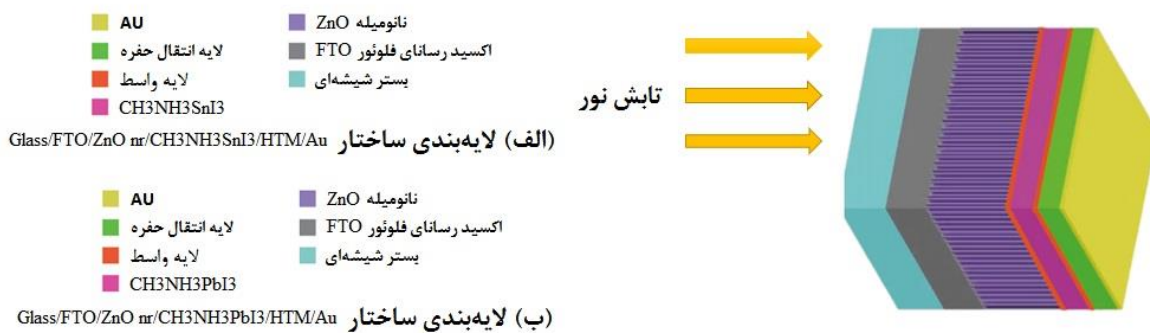 AU
لایه انتقال حفره
لایه واسط
CH3NH3SnI3
نانومیله ZnO
اکسید رسانای فلوئور FTO
بستر شیشه‌ای
(الف) لایه‌بندی ساختار Glass/FTO/ZnO nr/CH3NH3SnI3/HTM/Au
AU
لایه انتقال حفره
لایه واسط
CH3NH3PbI3
نانومیله ZnO
اکسید رسانای فلوئور FTO
بستر شیشه‌ای
(ب) لایه‌بندی ساختار Glass/FTO/ZnO nr/CH3NH3PbI3/HTM/Au
تابش نور